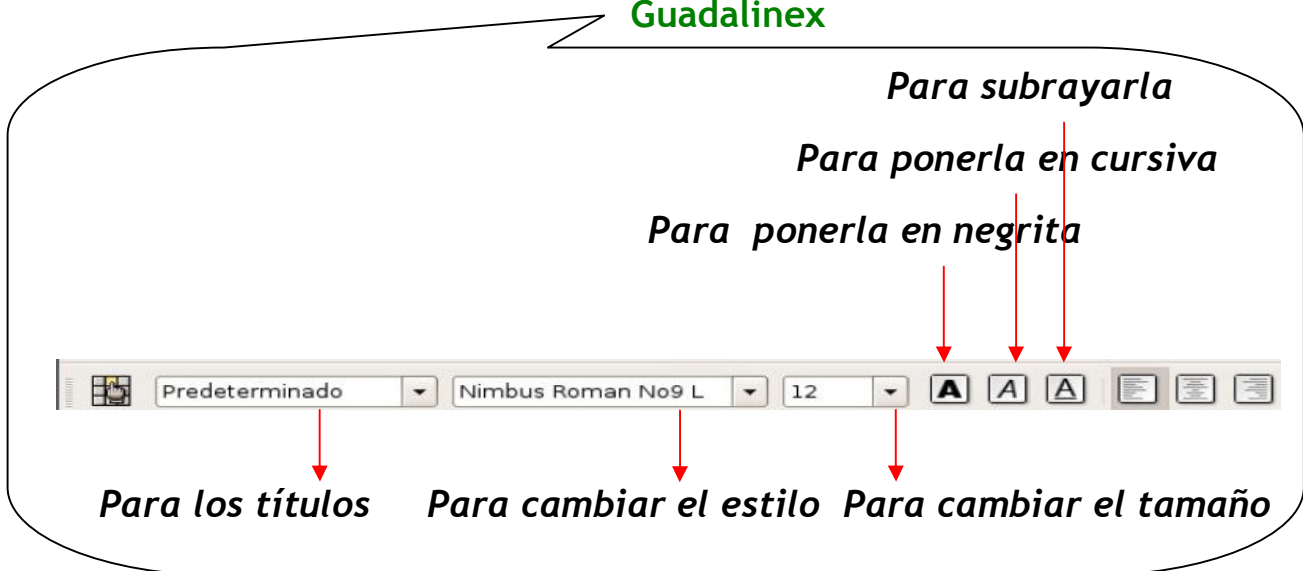 Guadalinex
Para subrayarla
Para ponerla en cursiva
Para ponerla en negrita
Predeterminado Nimbus Roman No9 L 12 A A A
Para los títulos Para cambiar el estilo Para cambiar el tamaño